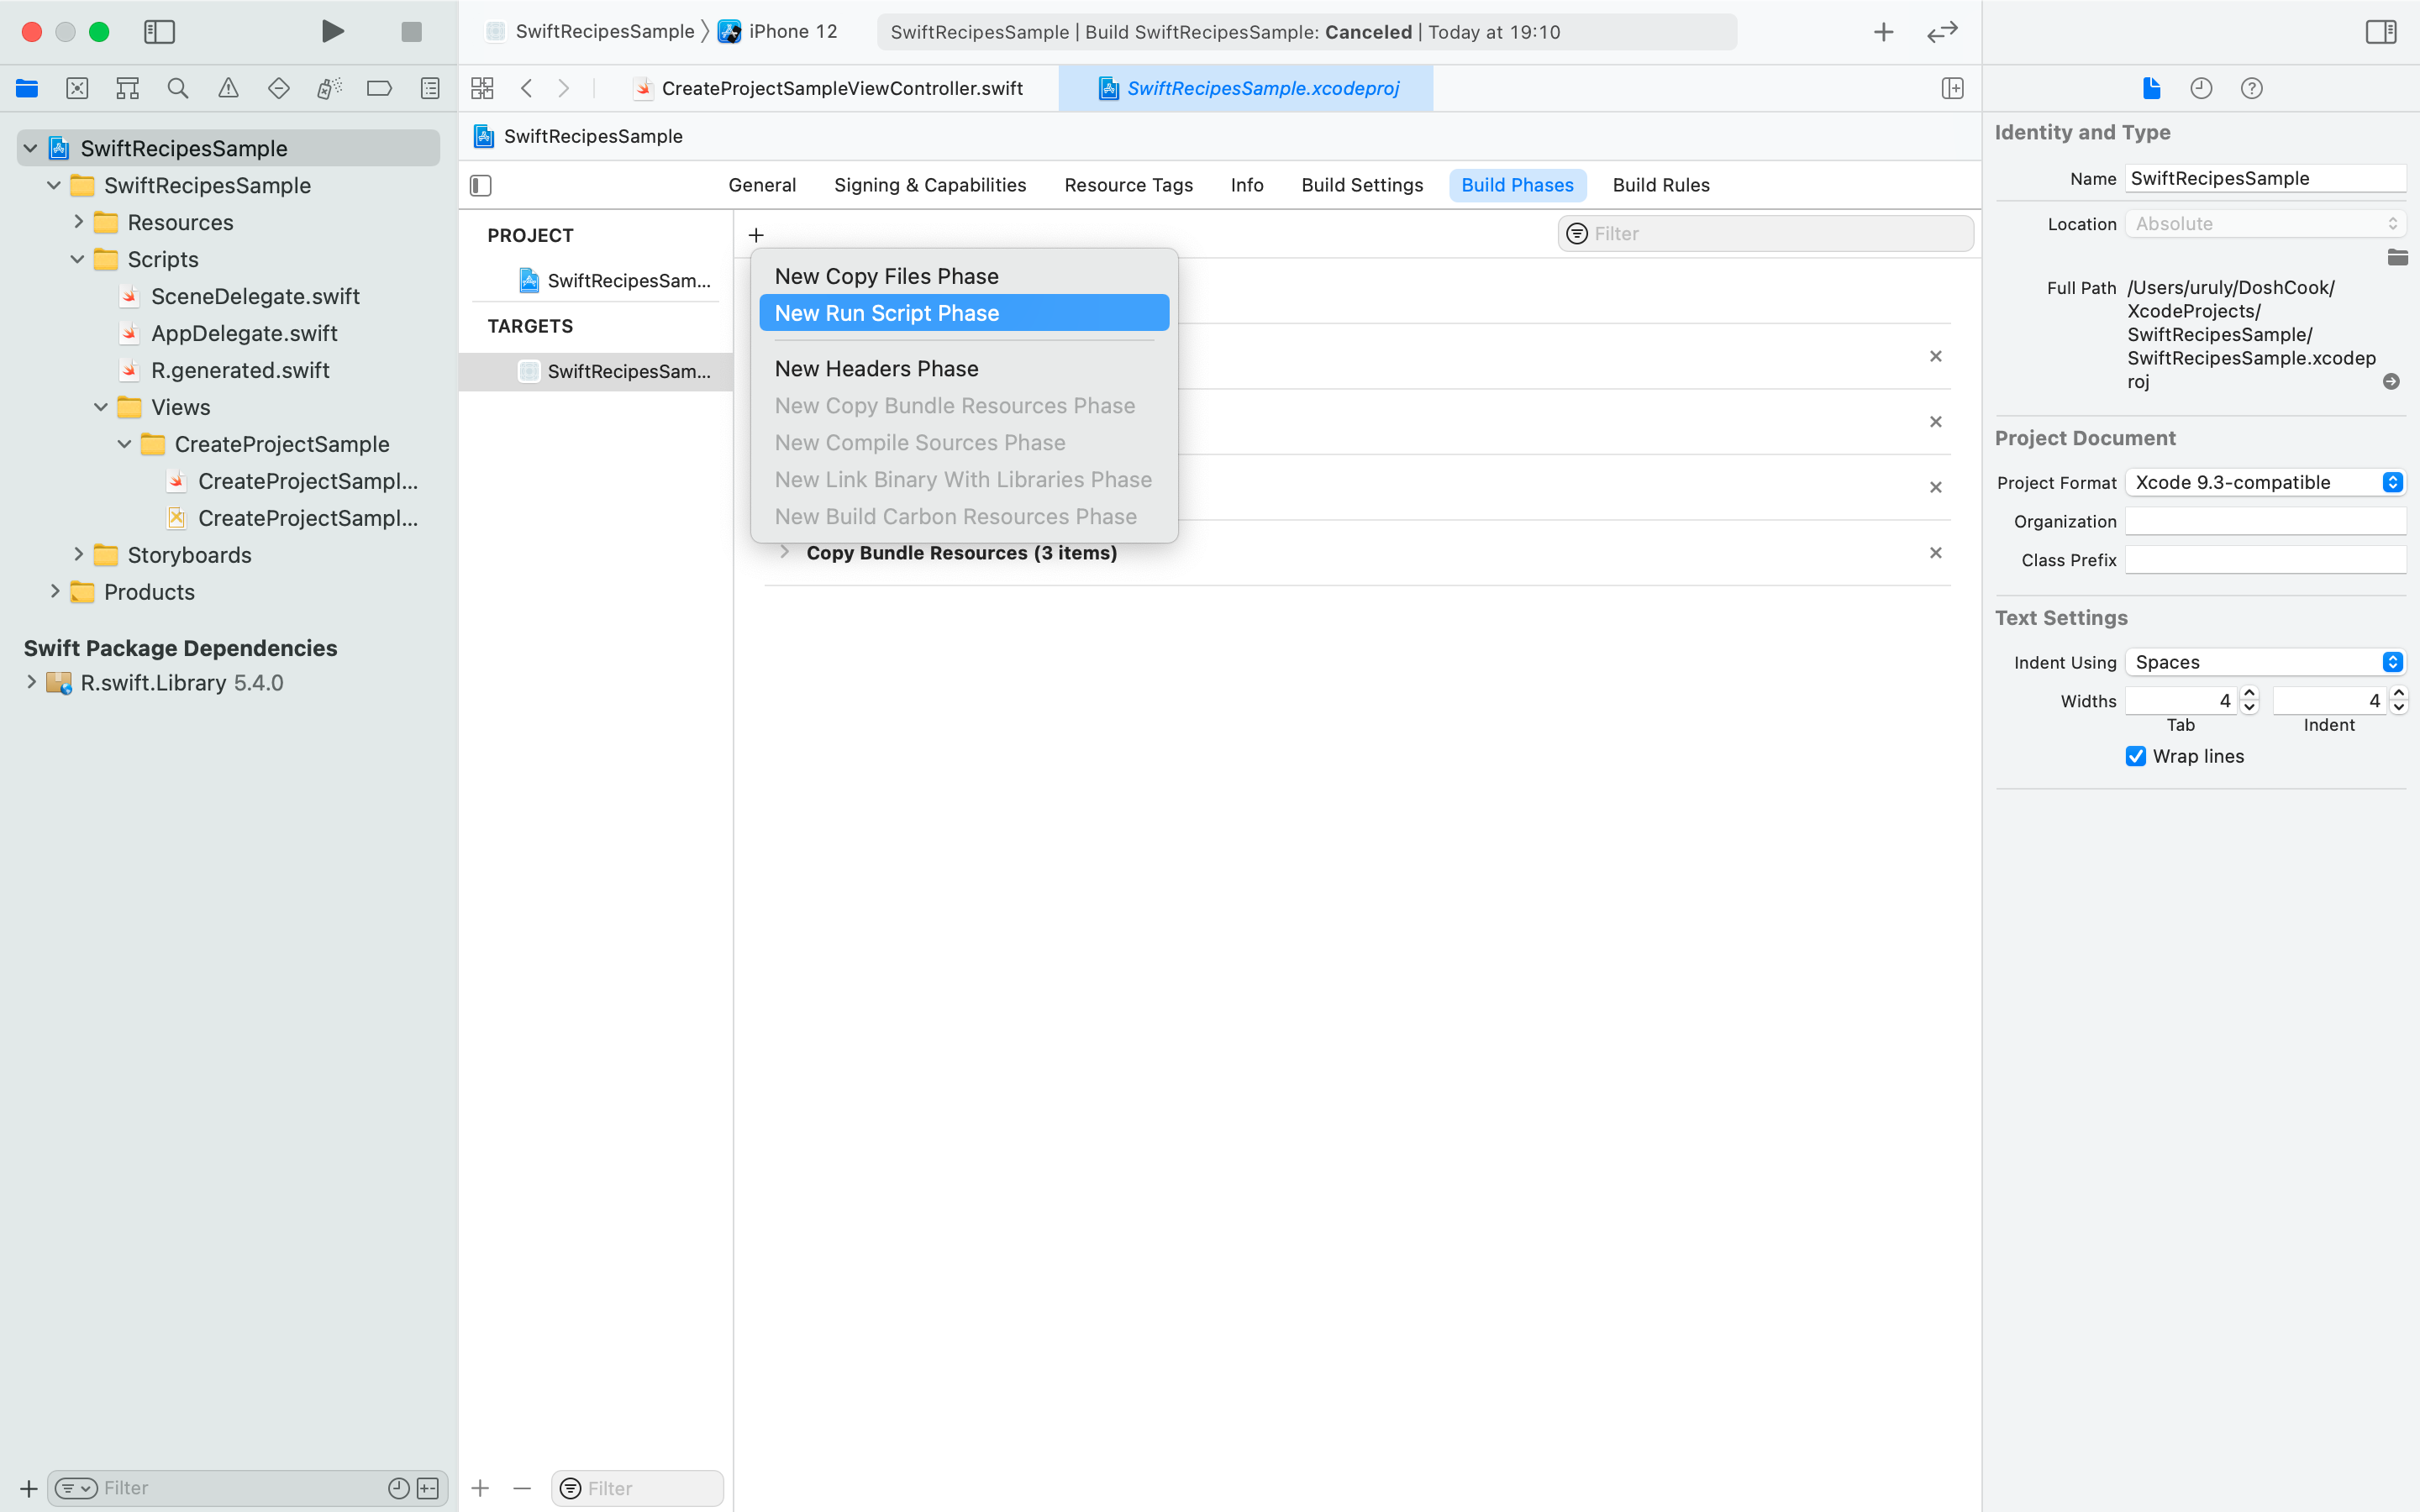 SwiftRecipesSample
iPhone 12
SwiftRecipesSample | Build SwiftRecipesSample: Canceled | Today at 19:10
CreateProjectSampleViewController.swift
SwiftRecipesSample.xcodeproj
SwiftRecipesSample
SwiftRecipesSample
SwiftRecipesSample
Resources
Scripts
SceneDelegate.swift
AppDelegate.swift
R.generated.swift
Views
CreateProjectSample
CreateProjectSampl...
CreateProjectSampl...
Storyboards
Products
Swift Package Dependencies
R.swift.Library 5.4.0
Filter
General
Signing & Capabilities
Resource Tags
Info
Build Settings
Build Phases
Build Rules
PROJECT
SwiftRecipesSam...
TARGETS
SwiftRecipesSam...
Filter
Filter
New Copy Files Phase
New Run Script Phase
New Headers Phase
New Copy Bundle Resources Phase
New Compile Sources Phase
New Link Binary With Libraries Phase
New Build Carbon Resources Phase
Copy Bundle Resources (3 items)
Identity and Type
Name SwiftRecipesSample
Location Absolute
Full Path /Users/uruly/DoshCook/
XcodeProjects/
SwiftRecipesSample/
SwiftRecipesSample.xcodep
roj
Project Document
Project Format Xcode 9.3-compatible
Organization
Class Prefix
Text Settings
Indent Using Spaces
Widths 4 4
Tab Indent
Wrap lines